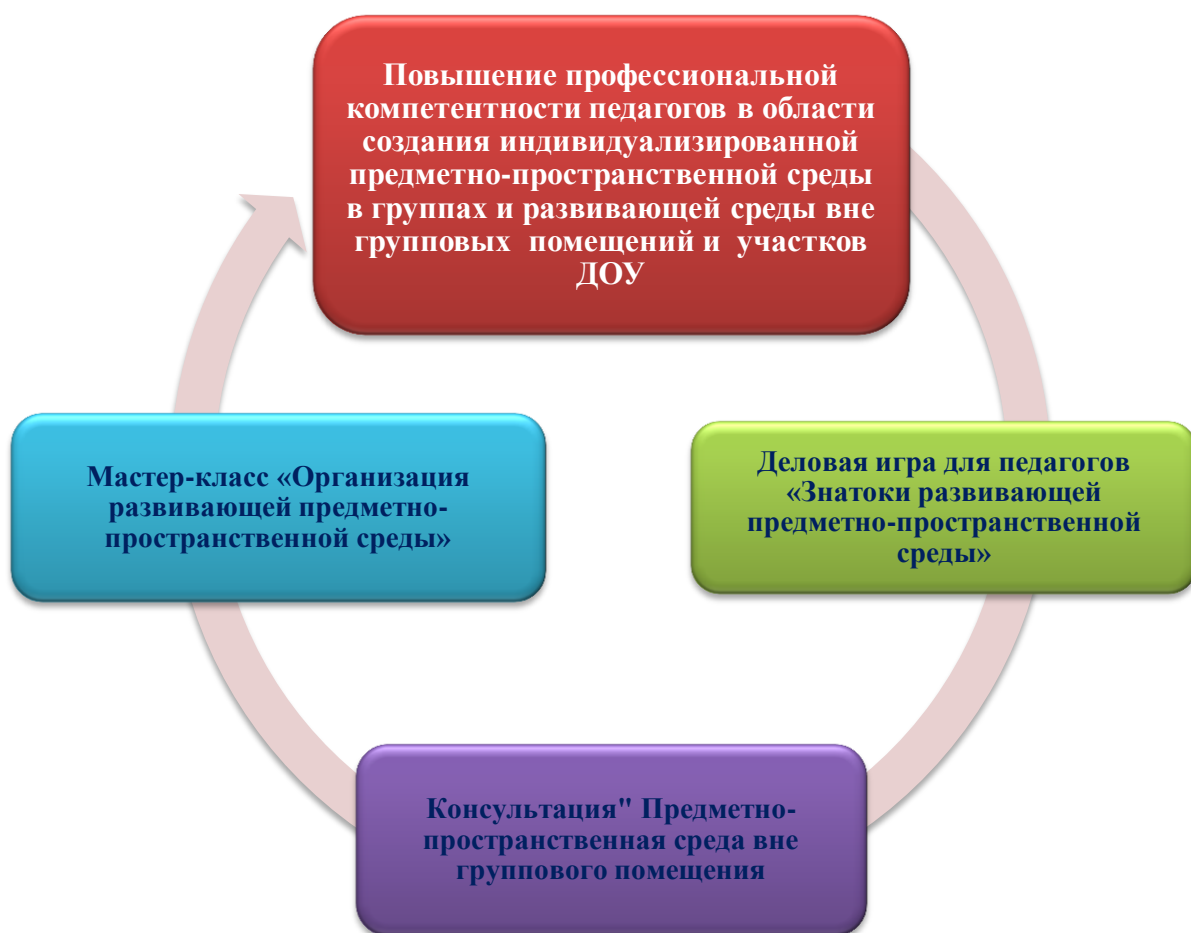 Повышение профессиональной
компетентности педагогов в области
создания индивидуализированной
предметно-пространственной среды
в группах и развивающей среды вне
групповых помещений и участков
ДОУ
Деловая игра для педагогов
«Знатоки развивающей
предметно-пространственной
среды»
Консультация" Предметно-
пространственная среда вне
группового помещения
Мастер-класс «Организация
развивающей предметно-
пространственной среды»